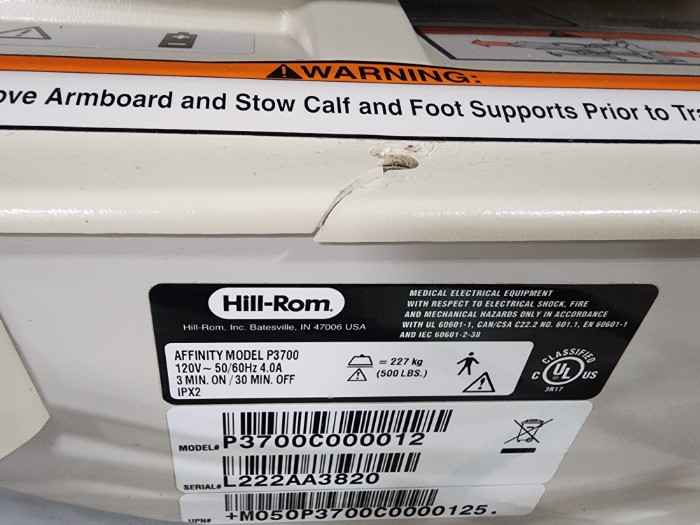 WARNING:
ove Armboard and Stow Calf and Foot Supports Prior to Tra
Hill-Rom.
Hill-Rom, Inc. Batesville, IN 47006 USA
MEDICAL ELECTRICAL EQUIPMENT
WITH RESPECT TO ELECTRICAL SHOCK, FIRE
AND MECHANICAL HAZARDS ONLY IN ACCORDANCE
WITH UL 60601-1, CAN/CSA C22.2 NO. 601.1, EN 60601-1
AND IEC 60601-2-38
AFFINITY MODEL P3700
120V~ 50/60Hz 4.0A
3 MIN. ON / 30 MIN. OFF
IPX2
= 227 kg
(500 LBS.)
CLASSIFIED
C UL US
3R17
MODEL# P3700C000012
SERIAL# L222AA3820
UPN# +M050P3700C0000125.